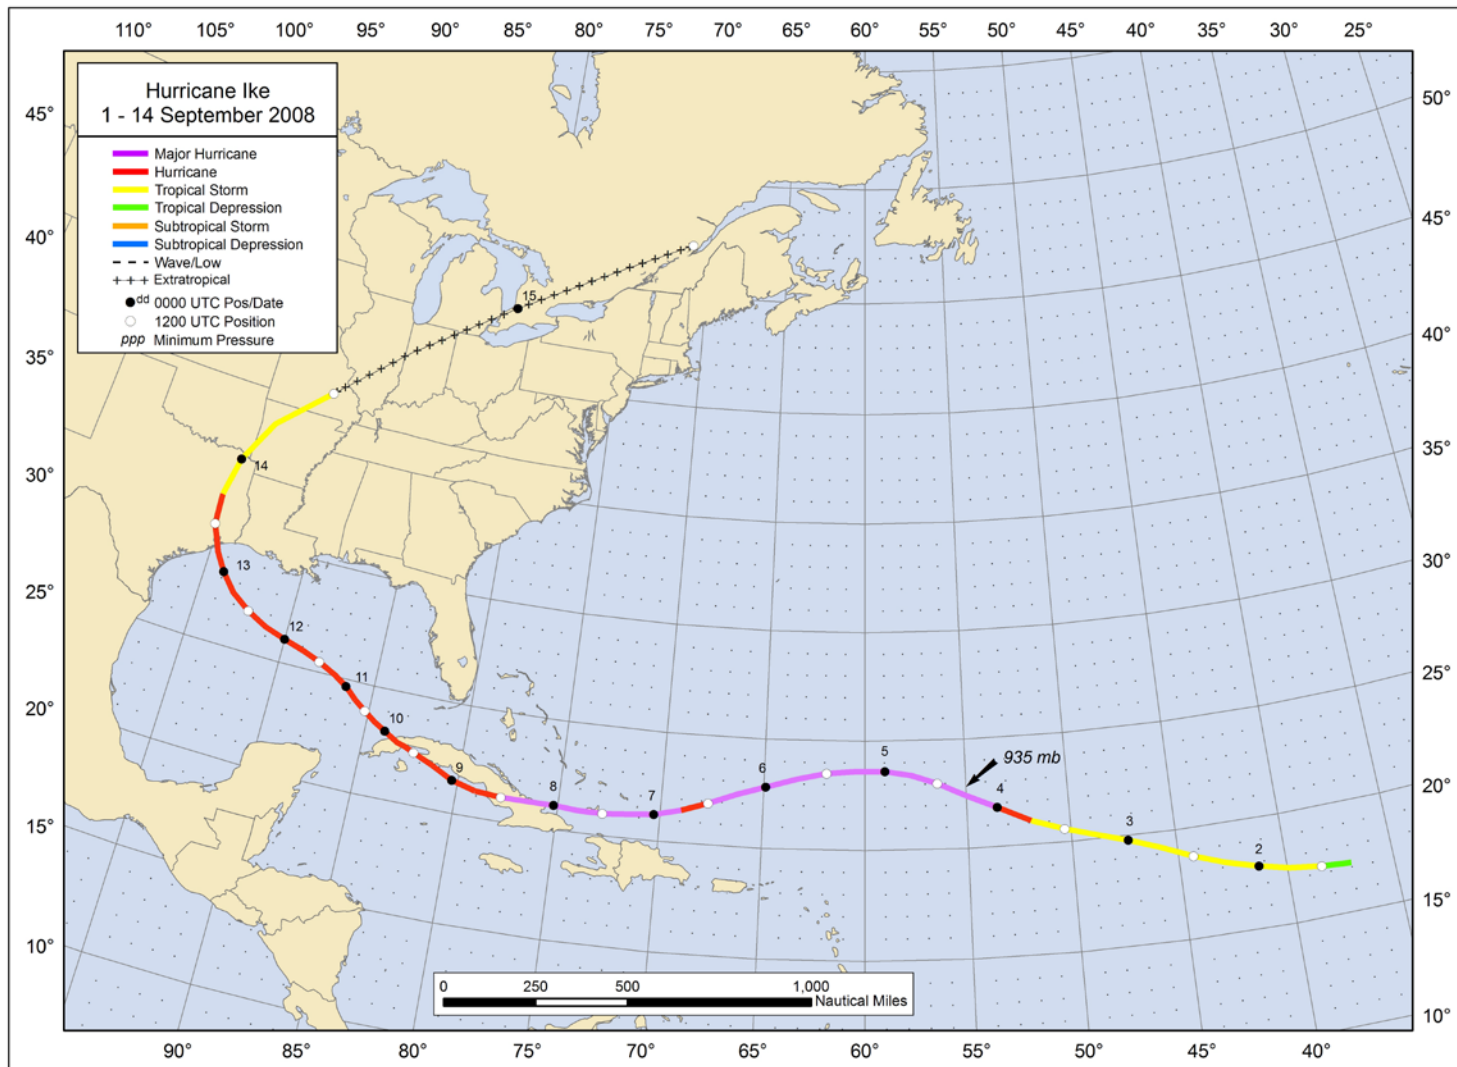 110° 105° 100° 95° 90° 85° 80° 75° 70° 65° 60° 55° 50° 45° 40° 35° 30° 25°
Hurricane Ike
1 - 14 September 2008
Major Hurricane
Hurricane
Tropical Storm
Tropical Depression
Subtropical Storm
Subtropical Depression
Wave/Low
Extratropical
dd 0000 UTC Pos/Date
1200 UTC Position
ppp Minimum Pressure
45°
40°
35°
30°
25°
20°
15°
10°
50°
45°
40°
35°
30°
25°
20°
15°
10°
15
14
13
12
11
10
9
8
7
6
5
935 mb
4
3
2
0 250 500 1,000
Nautical Miles
90° 85° 80° 75° 70° 65° 60° 55° 50° 45° 40°